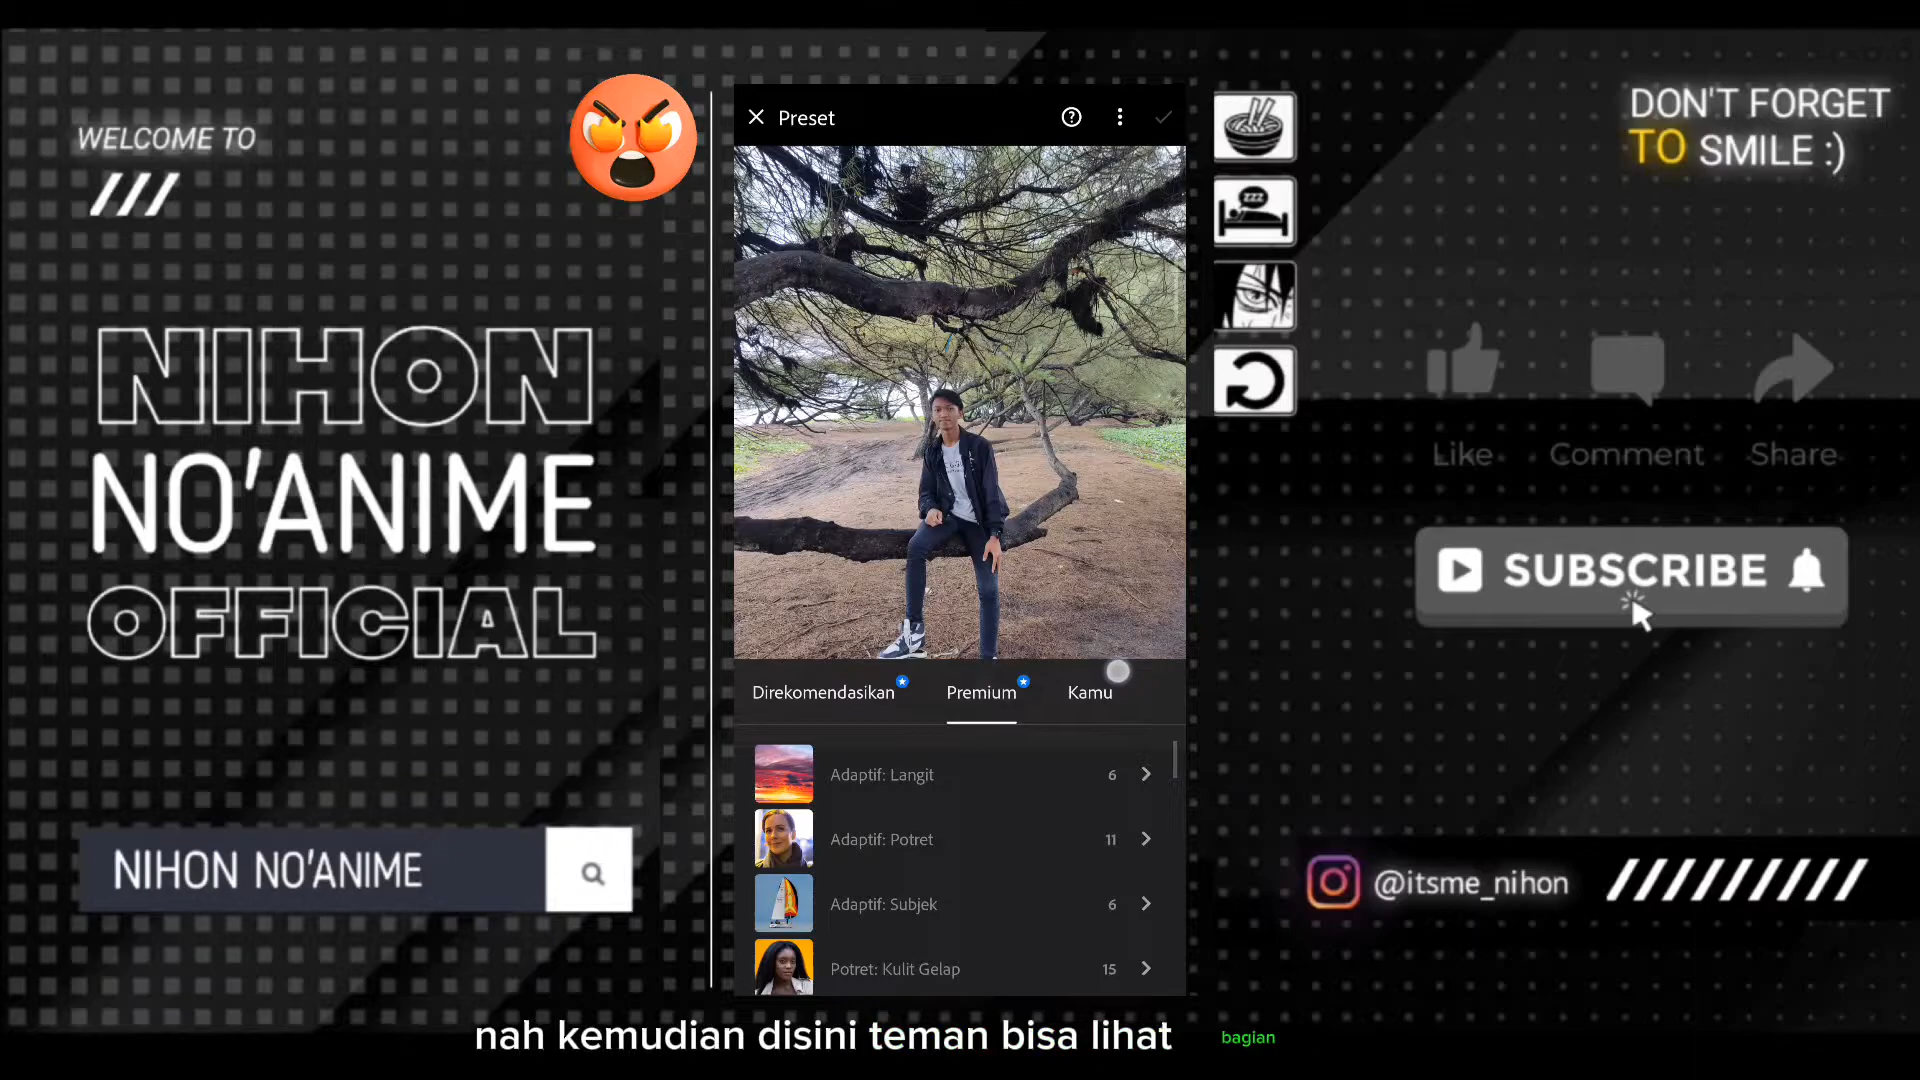 WELCOME TO
NIHON
NO'ANIME
OFFICIAL
NIHON NO'ANIME
Preset
Direkomendasikan Premium Kamu
Adaptif: Langit 6
Adaptif: Potret 11
Adaptif: Subjek 6
Potret: Kulit Gelap 15
zzz
DON'T FORGET
TO SMILE :)
Like Comment Share
SUBSCRIBE
@itsme_nihon
nah kemudian disini teman bisa lihat bagian